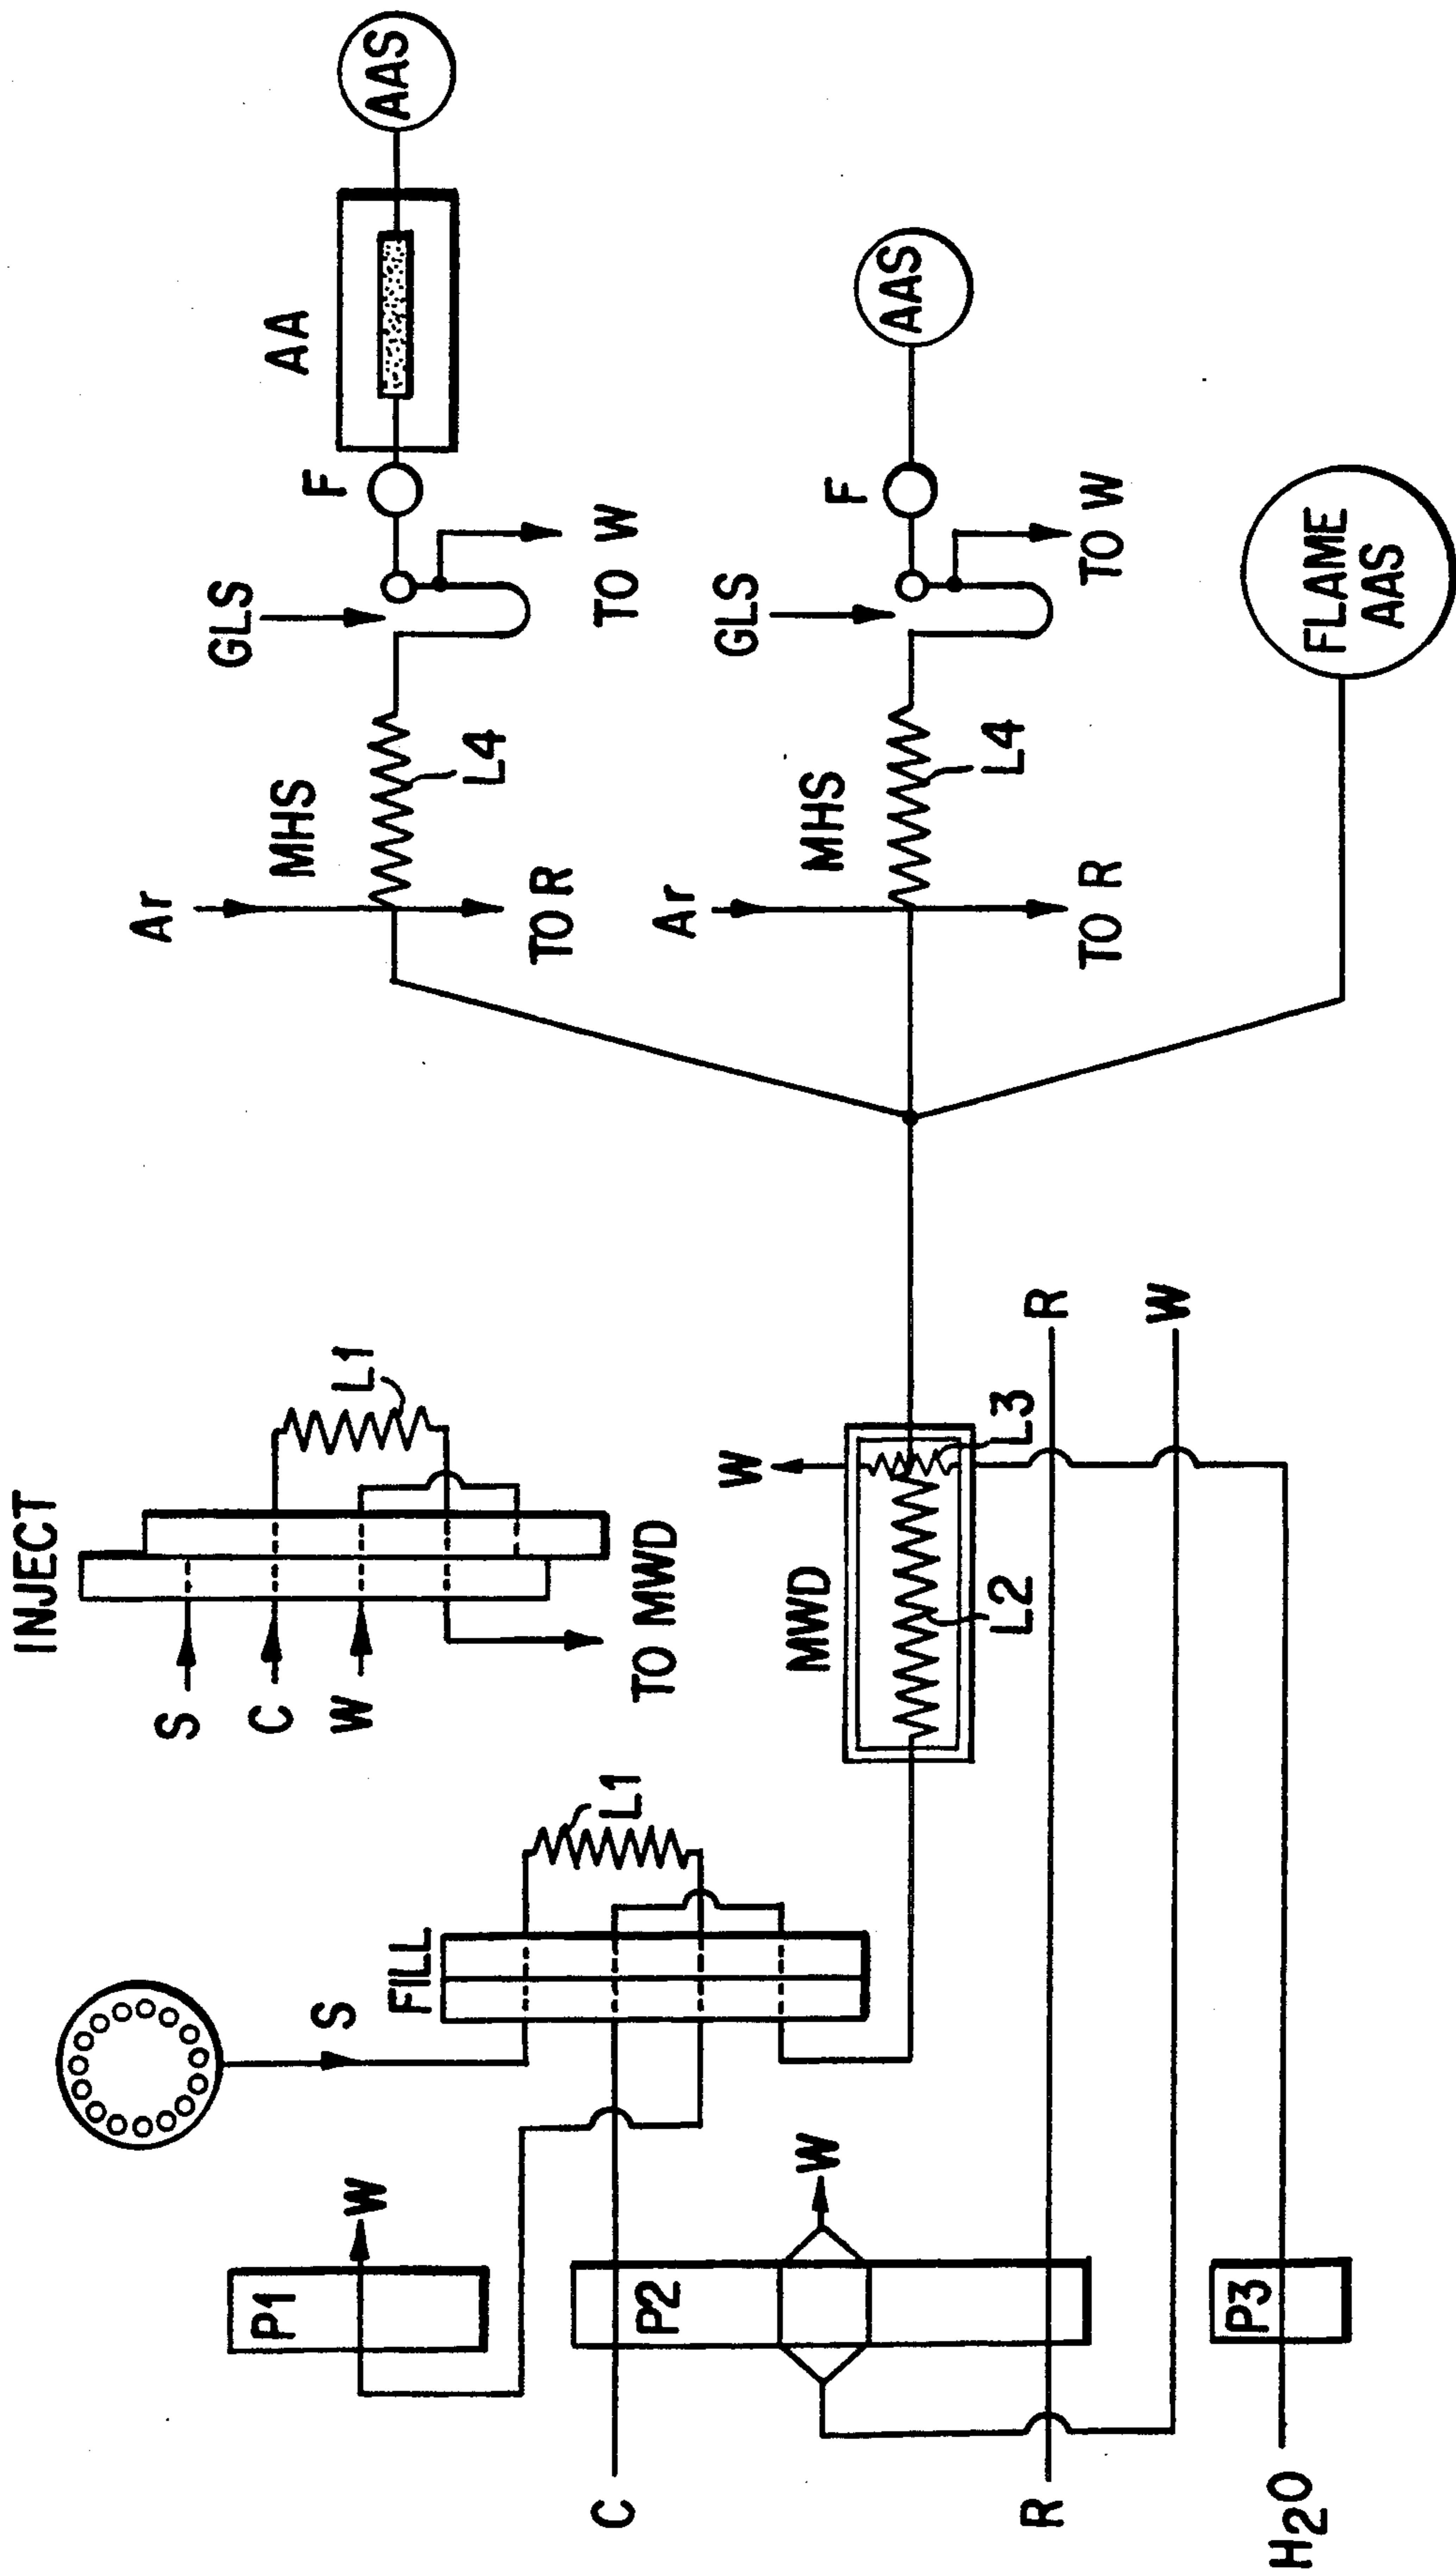 INJECT
S
C
W
L1
TO MWD
FILL
S
L1
P1
W
C
P2
W
R
P3
H2O
MWD
W
L2
L3
R
W
Ar
MHS
L4
TO R
GLS
TO W
F
AA
AAS
Ar
MHS
L4
TO R
GLS
TO W
F
AAS
FLAME
AAS